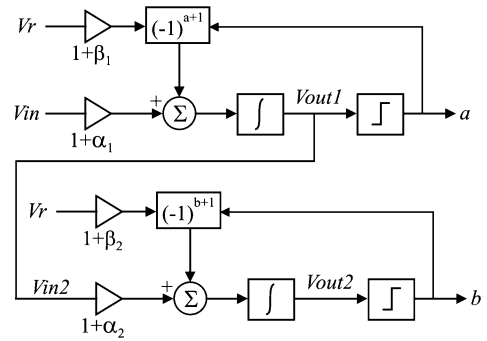 Vr
1+β₁
(-1)ᵃ⁺¹
Vin
1+α₁
+
Σ
∫
Vout1
a
Vr
1+β₂
(-1)ᵇ⁺¹
Vin2
1+α₂
+
Σ
∫
Vout2
b